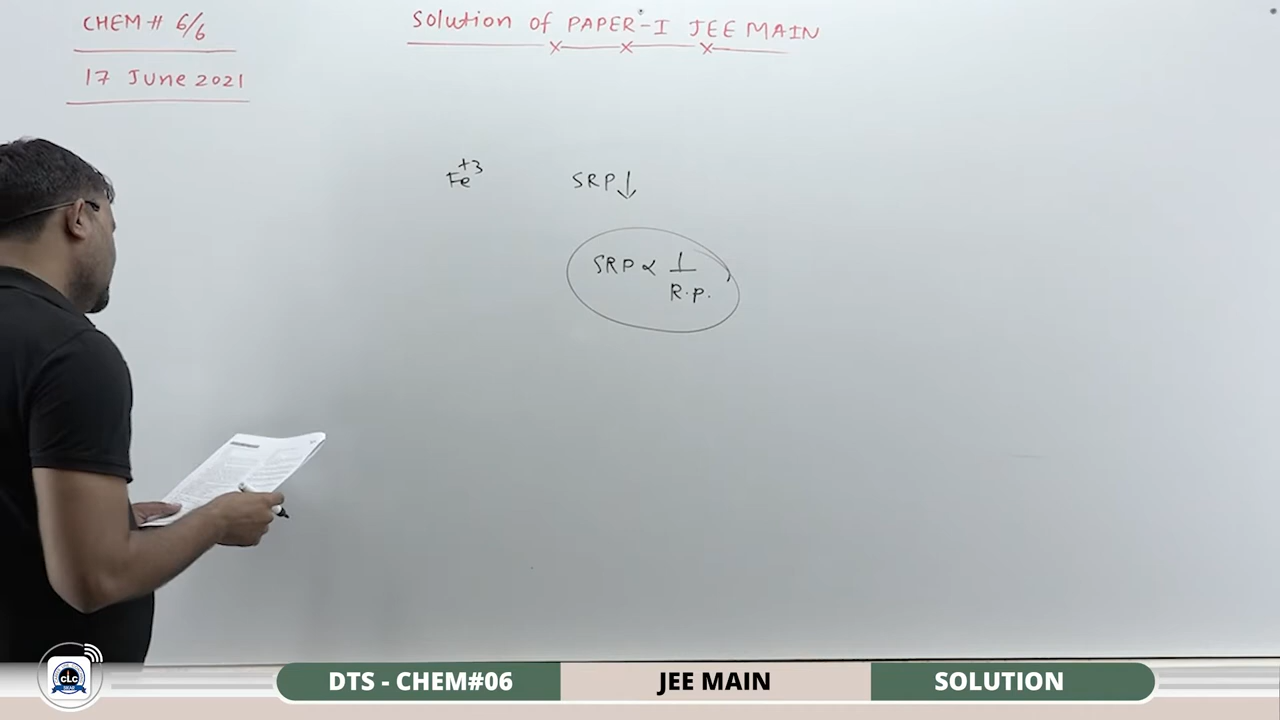 CHEM# 6/6
17 June 2021
Solution of PAPER-I JEE MAIN
Fe+3 SRP↓
SRP ∝ 1/R.p.
CLC
DTS - CHEM#06 JEE MAIN SOLUTION